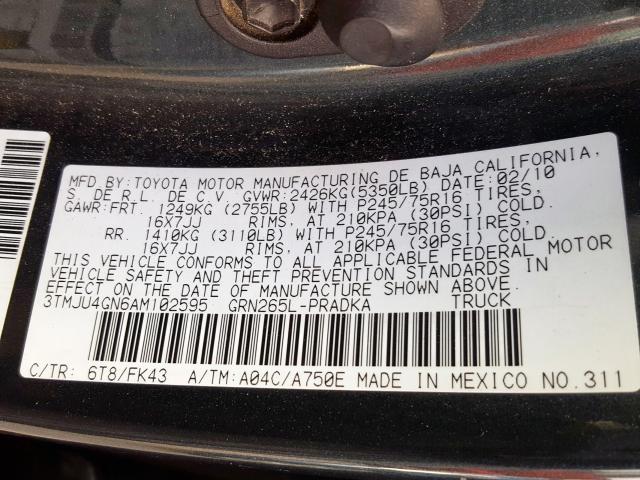 MFD.BY:TOYOTA MOTOR MANUFACTURING DE BAJA CALIFORNIA,
S. DE R.L. DE C.V. GVWR:2426KG(5350LB) DATE:02/10
GAWR:FRT. 1249KG (2755LB) WITH P245/75R16 TIRES,
16X7JJ RIMS, AT 210KPA (30PSI) COLD.
RR. 1410KG (3110LB) WITH P245/75R16 TIRES,
16X7JJ RIMS, AT 210KPA (30PSI) COLD.
THIS VEHICLE CONFORMS TO ALL APPLICABLE FEDERAL MOTOR
VEHICLE SAFETY AND THEFT PREVENTION STANDARDS IN
EFFECT ON THE DATE OF MANUFACTURE SHOWN ABOVE.
3TMJU4GN6AM102595 GRN265L-PRADKA TRUCK
C/TR: 6T8/FK43 A/TM:A04C/A750E MADE IN MEXICO NO.311